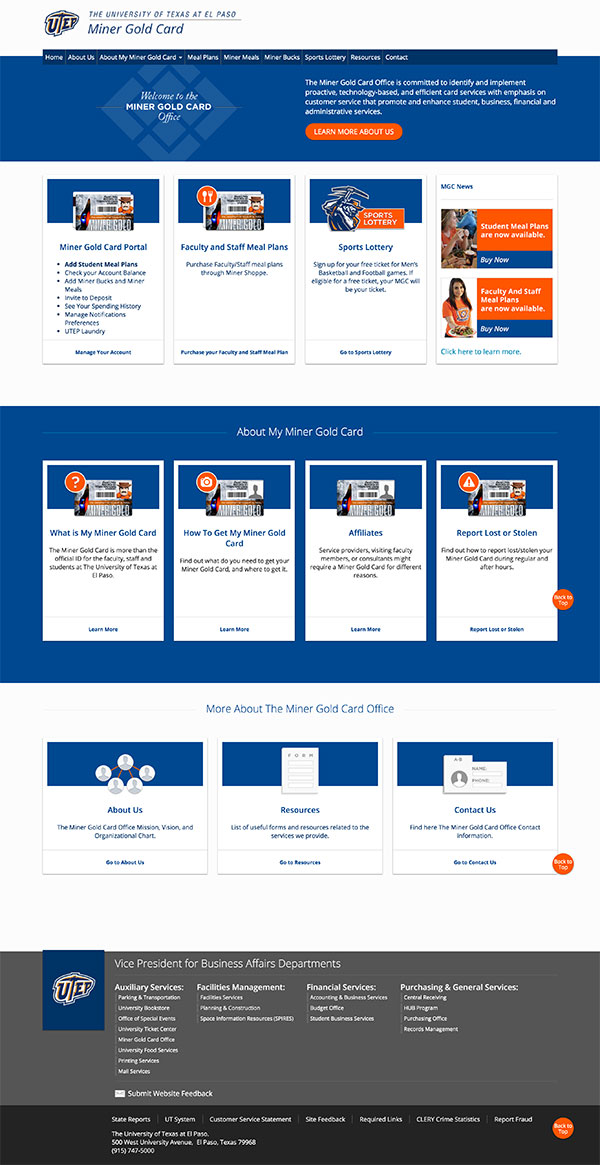 UTEP
THE UNIVERSITY OF TEXAS AT EL PASO
Miner Gold Card
Home
About Us
About My Miner Gold Card
Meal Plans
Miner Meals
Miner Bucks
Sports Lottery
Resources
Contact
Welcome to the
MINER GOLD CARD
Office
The Miner Gold Card Office is committed to identify and implement
proactive, technology-based, and efficient card services with emphasis on
customer service that promote and enhance student, business, financial and
administrative services.
LEARN MORE ABOUT US
MINER GOLD
Miner Gold Card Portal
Add Student Meal Plans
Check your Account Balance
Add Miner Bucks and Miner
Meals
Invite to Deposit
See Your Spending History
Manage Notifications
Preferences
UTEP Laundry
Manage Your Account
MINER GOLD
Faculty and Staff Meal Plans
Purchase Faculty/Staff meal plans
through Miner Shoppe.
Purchase your Faculty and Staff Meal Plan
SPORTS
LOTTERY
Sports Lottery
Sign up for your free ticket for Men's
Basketball and Football games. If
eligible for a free ticket, your MGC will
be your ticket.
Go to Sports Lottery
MGC News
Student Meal Plans
are now available.
Buy Now
Faculty And Staff
Meal Plans
are now available.
Buy Now
Click here to learn more.
About My Miner Gold Card
?
MINER GOLD
What is My Miner Gold Card
The Miner Gold Card is more than the
official ID for the faculty, staff and
students at The University of Texas at
El Paso.
Learn More
MINER GOLD
How To Get My Miner Gold
Card
Find out what do you need to get your
Miner Gold Card, and where to get it.
Learn More
MINER GOLD
Affiliates
Service providers, visiting faculty
members, or consultants might
require a Miner Gold Card for different
reasons.
Learn More
MINER GOLD
Report Lost or Stolen
Find out how to report lost/stolen your
Miner Gold Card during regular and
after hours.
Report Lost or Stolen
Back to
Top
More About The Miner Gold Card Office
About Us
The Miner Gold Card Office Mission, Vision, and
Organizational Chart.
Go to About Us
FORM
Resources
List of useful forms and resources related to the
services we provide.
Go to Resources
A-B
NAME:
PHONE:
Contact Us
Find here The Miner Gold Card Office Contact
information.
Go to Contact Us
Back to
Top
UTEP
Vice President for Business Affairs Departments
Auxiliary Services:
Parking & Transportation
University Bookstore
Office of Special Events
University Ticket Center
Miner Gold Card Office
University Food Services
Printing Services
Mail Services
Facilities Management:
Facilities Services
Planning & Construction
Space Information Resources (SPIRES)
Financial Services:
Accounting & Business Services
Budget Office
Student Business Services
Purchasing & General Services:
Central Receiving
HUB Program
Purchasing Office
Records Management
Submit Website Feedback
State Reports
UT System
Customer Service Statement
Site Feedback
Required Links
CLERY Crime Statistics
Report Fraud
The University of Texas at El Paso.
500 West University Avenue, El Paso, Texas 79968
(915) 747-5000
Back to
Top